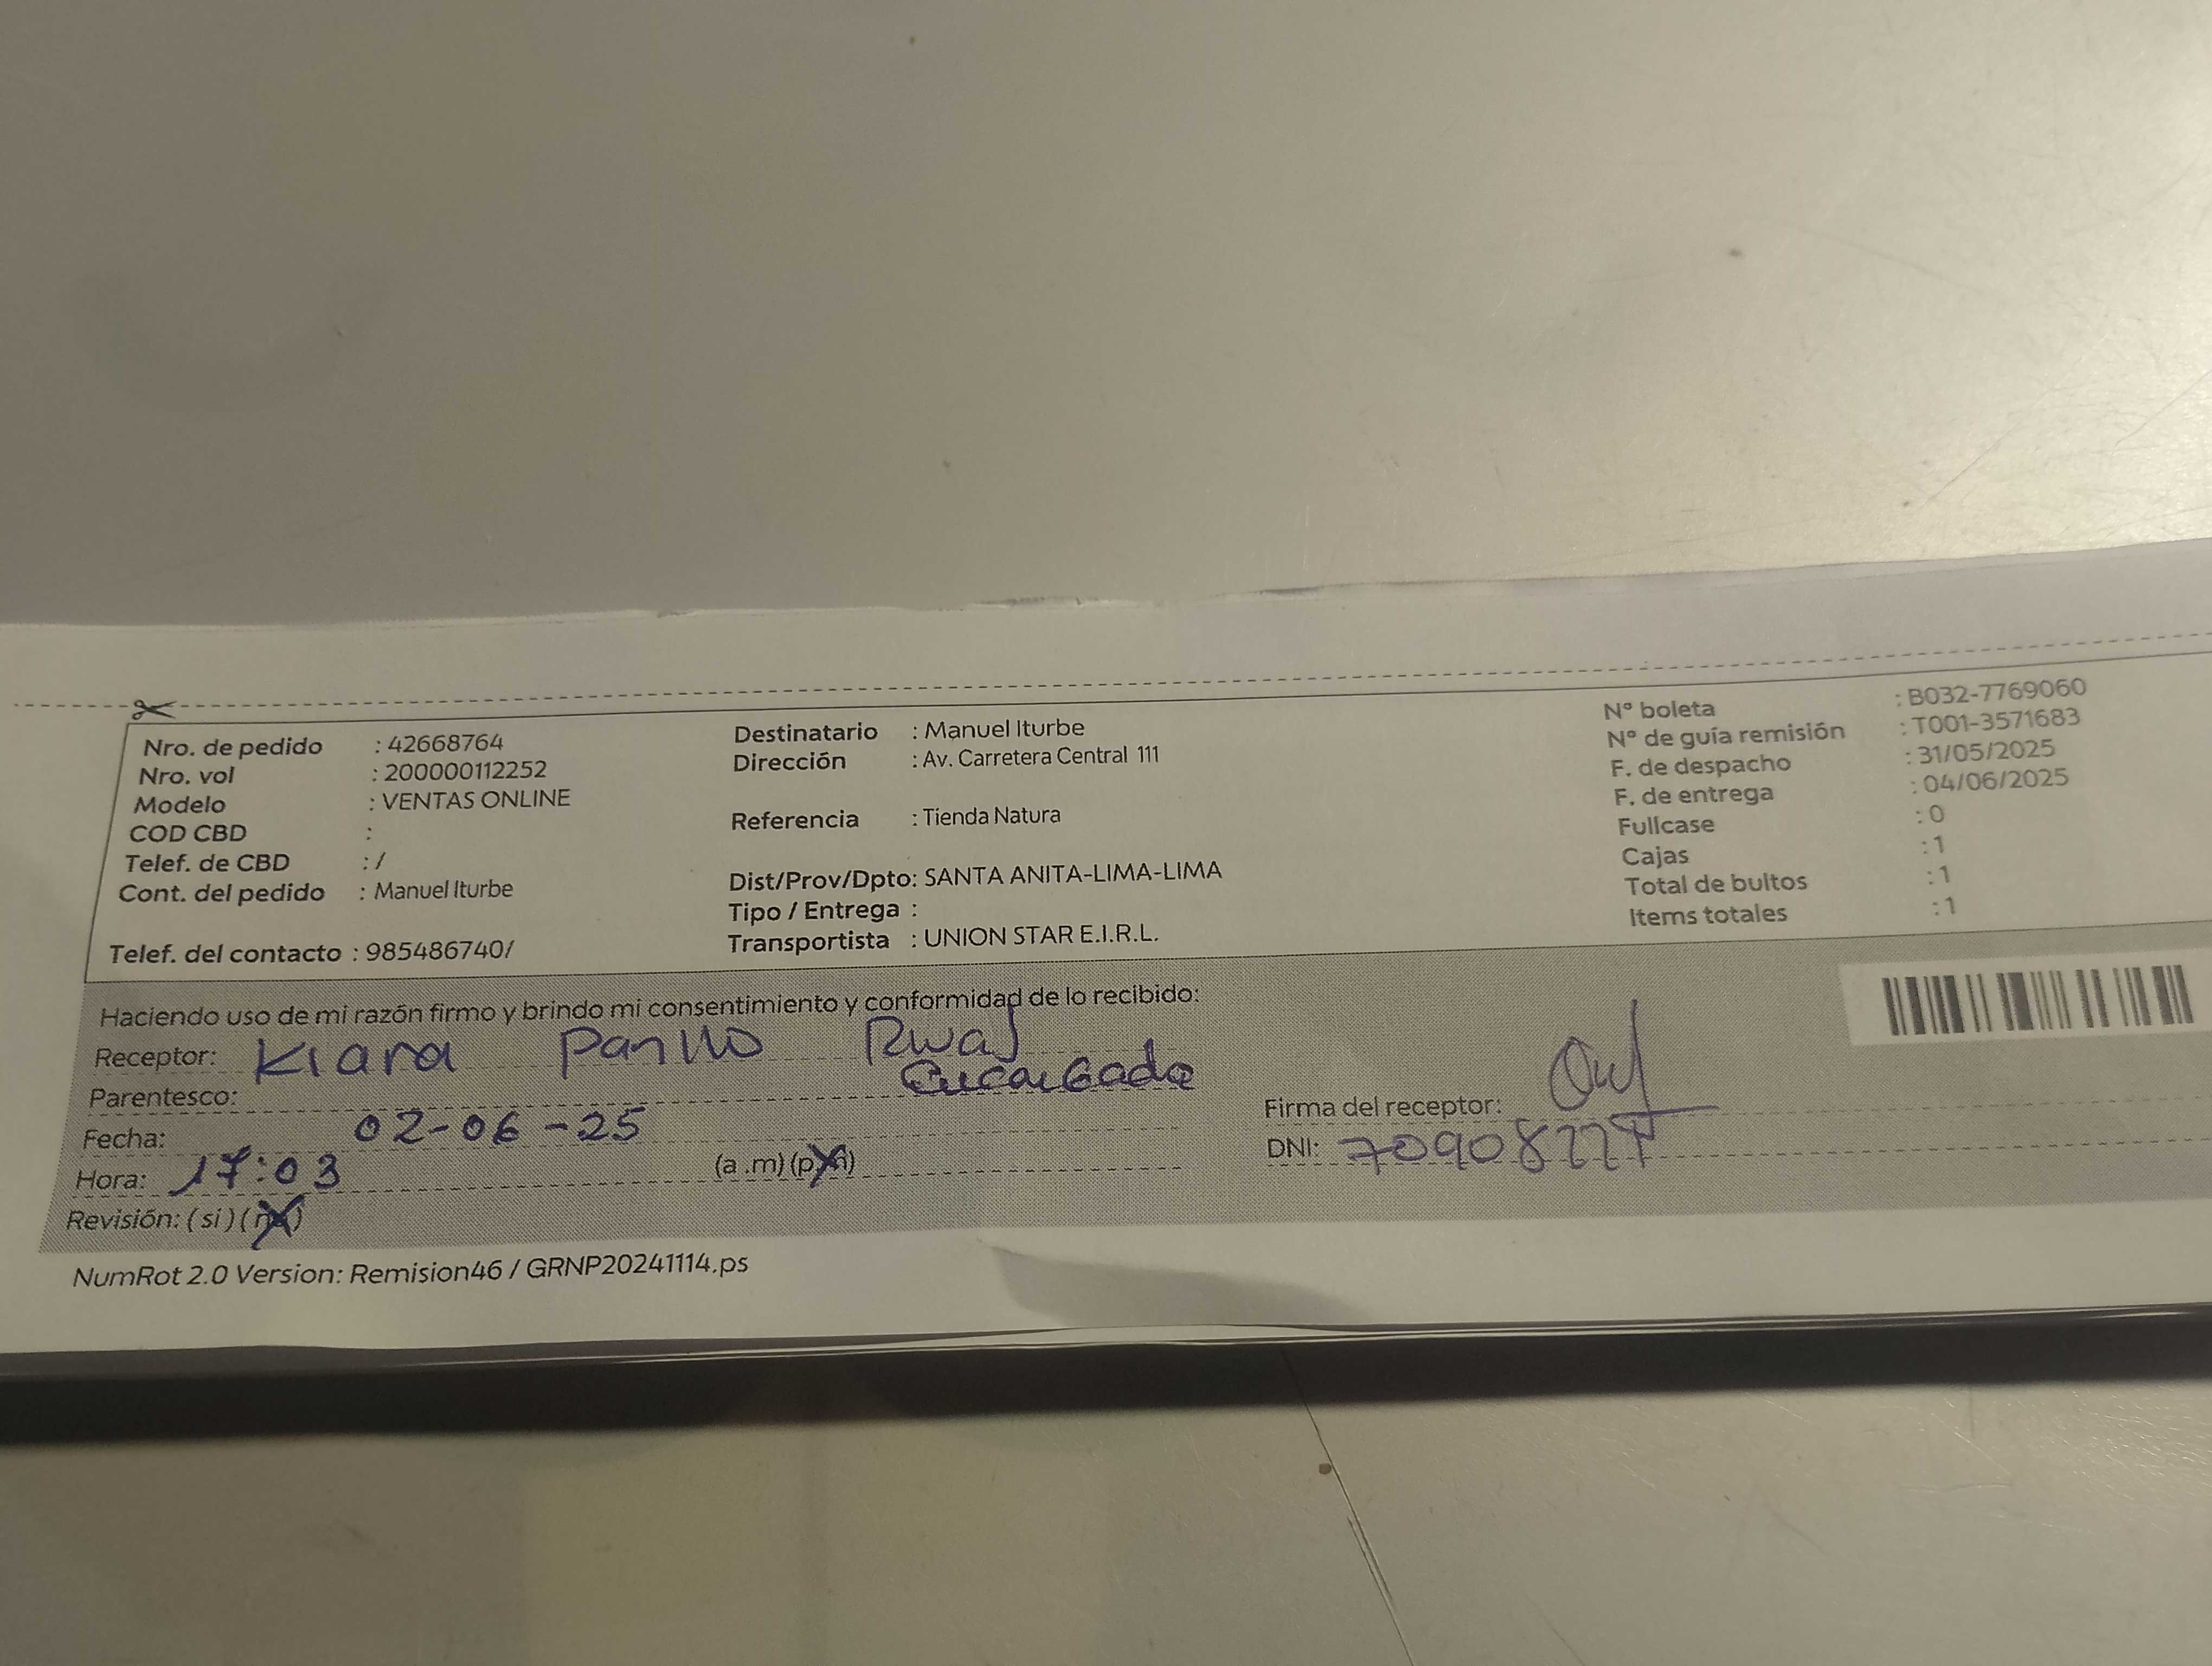 Nro. de pedido : 42668764
Nro. vol : 200000112252
Modelo : VENTAS ONLINE
COD CBD :
Telef. de CBD : /
Cont. del pedido : Manuel Iturbe
Telef. del contacto : 985486740/
Destinatario : Manuel Iturbe
Dirección : Av. Carretera Central 111
Referencia : Tienda Natura
Dist/Prov/Dpto: SANTA ANITA-LIMA-LIMA
Tipo / Entrega :
Transportista : UNION STAR E.I.R.L.
N° boleta : B032-7769060
N° de guía remisión : T001-3571683
F. de despacho : 31/05/2025
F. de entrega : 04/06/2025
Fullcase : 0
Cajas : 1
Total de bultos : 1
Items totales : 1
Haciendo uso de mi razón firmo y brindo mi consentimiento y conformidad de lo recibido:
Receptor: Kiara
Parentesco: Encargada
Fecha: 02-06-25
Hora: 17:03 (a .m) (p.m)
Revisión: ( si ) ( no )
Firma del receptor:
DNI:
NumRot 2.0 Version: Remision46 / GRNP20241114.ps